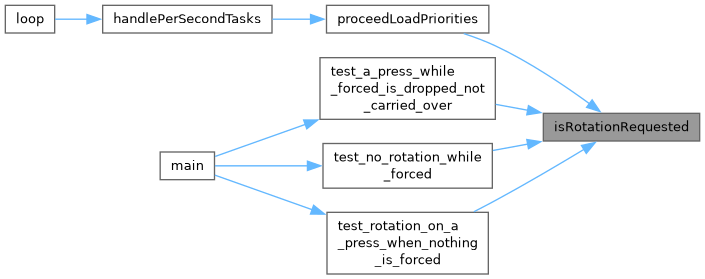 loop
handlePerSecondTasks
proceedLoadPriorities
test_a_press_while
_forced_is_dropped_not
_carried_over
isRotationRequested
main
test_no_rotation_while
_forced
test_rotation_on_a
_press_when_nothing
_is_forced